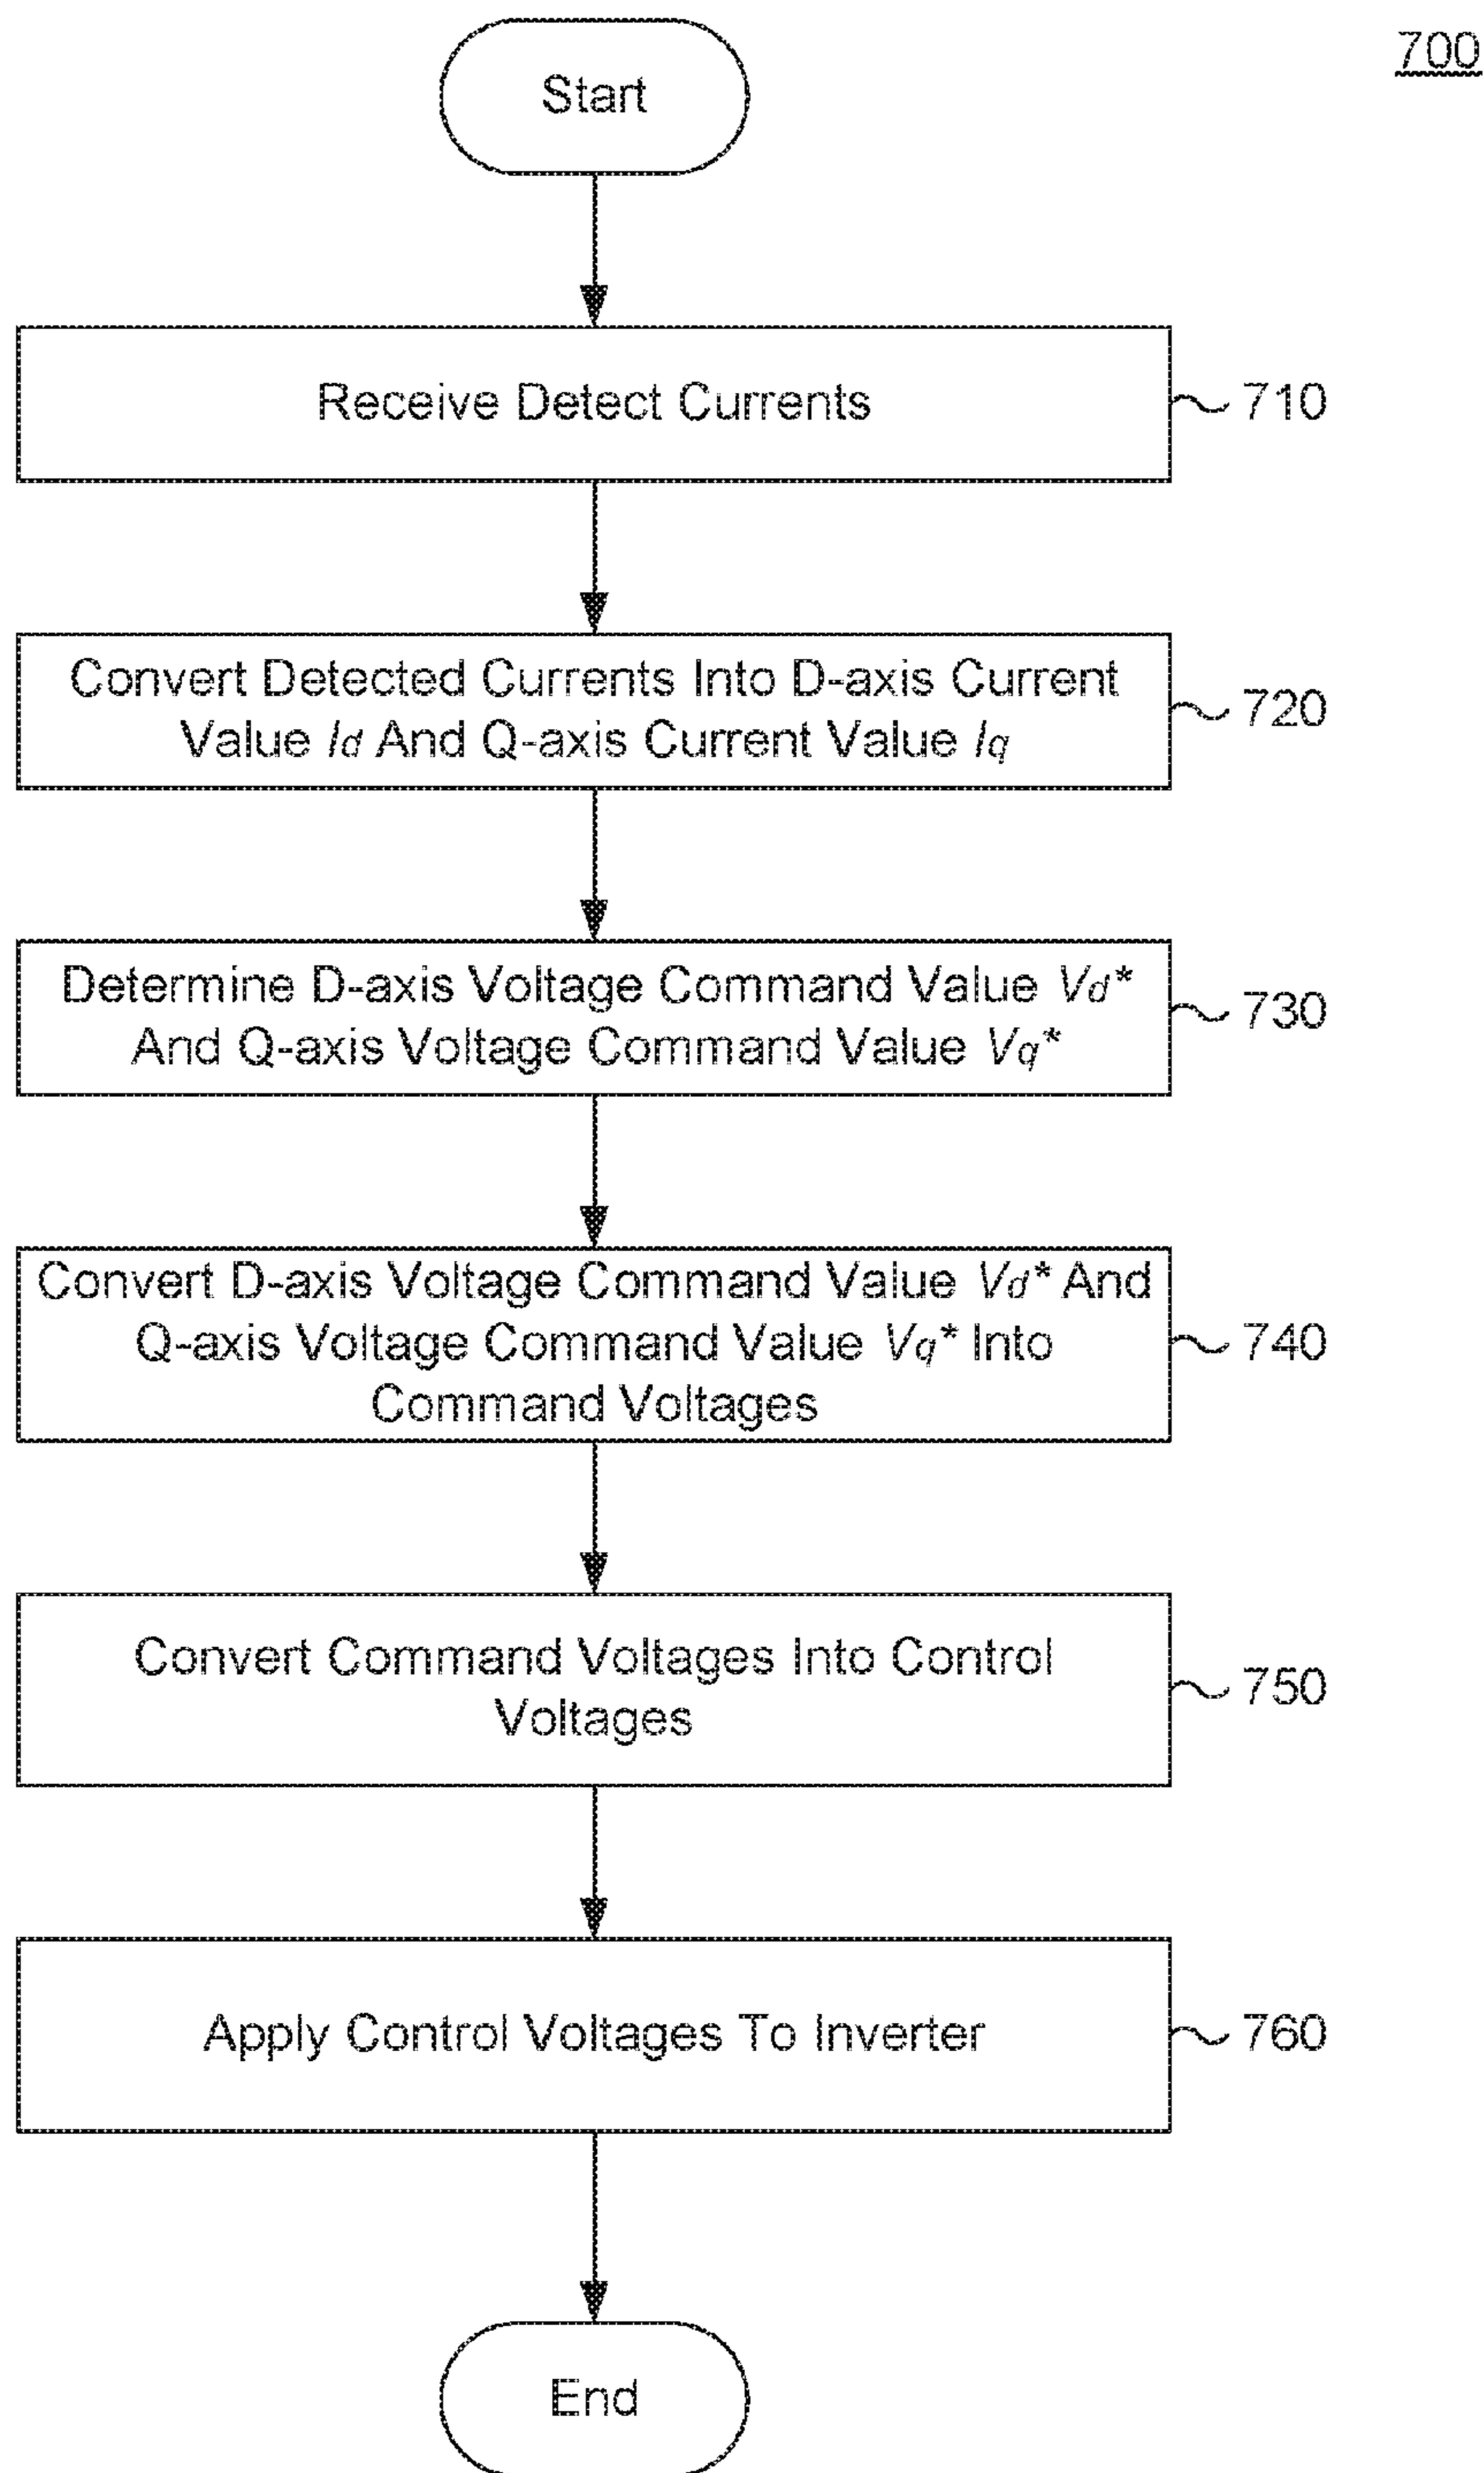 700
Start
Receive Detect Currents
710
Convert Detected Currents Into D-axis Current
Value Id And Q-axis Current Value Iq
720
Determine D-axis Voltage Command Value Vd*
And Q-axis Voltage Command Value Vq*
730
Convert D-axis Voltage Command Value Vd* And
Q-axis Voltage Command Value Vq* Into
Command Voltages
740
Convert Command Voltages Into Control
Voltages
750
Apply Control Voltages To Inverter
760
End